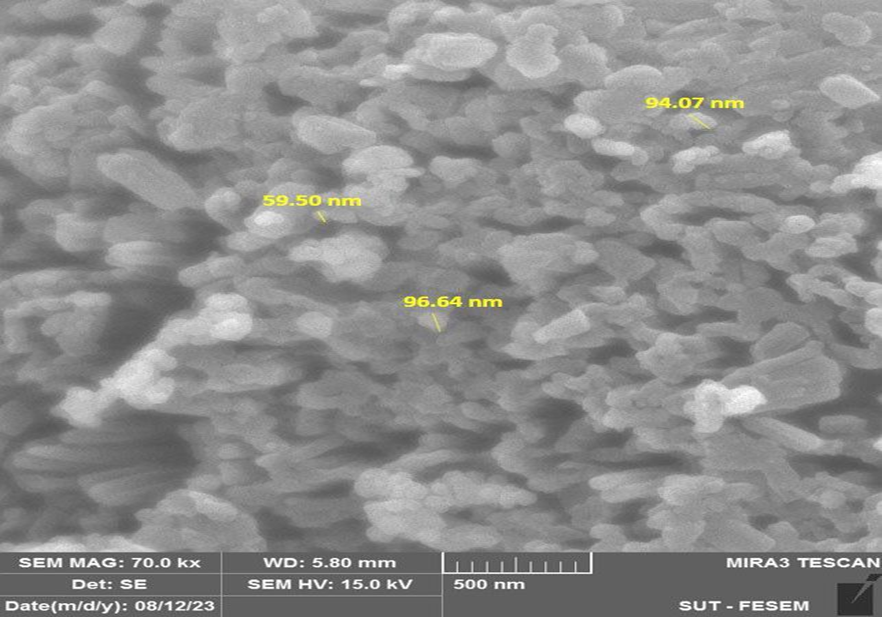 94.07 nm
59.50 nm
96.64 nm
SEM MAG: 70.0 kx
WD: 5.80 mm
MIRA3 TESCAN
Det: SE
SEM HV: 15.0 kV
500 nm
Date(m/d/y): 08/12/23
SUT - FESEM